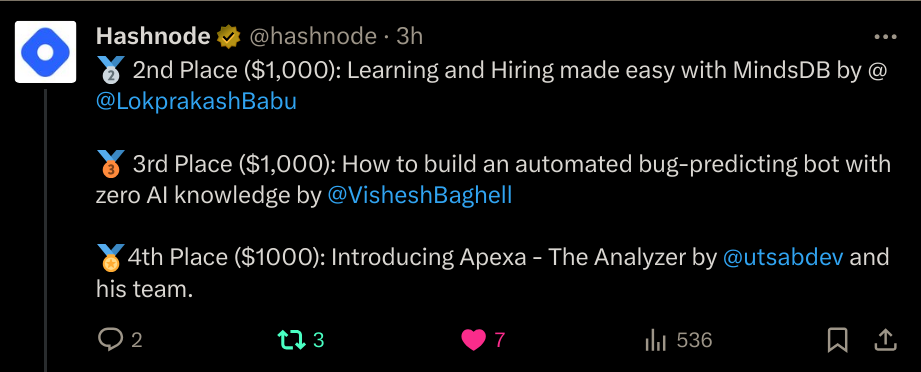 Hashnode @hashnode · 3h
🥈 2nd Place ($1,000): Learning and Hiring made easy with MindsDB by @
@LokprakashBabu
🥉 3rd Place ($1,000): How to build an automated bug-predicting bot with
zero AI knowledge by @VisheshBaghell
🏅4th Place ($1000): Introducing Apexa - The Analyzer by @utsabdev and
his team.
2 3 7 536